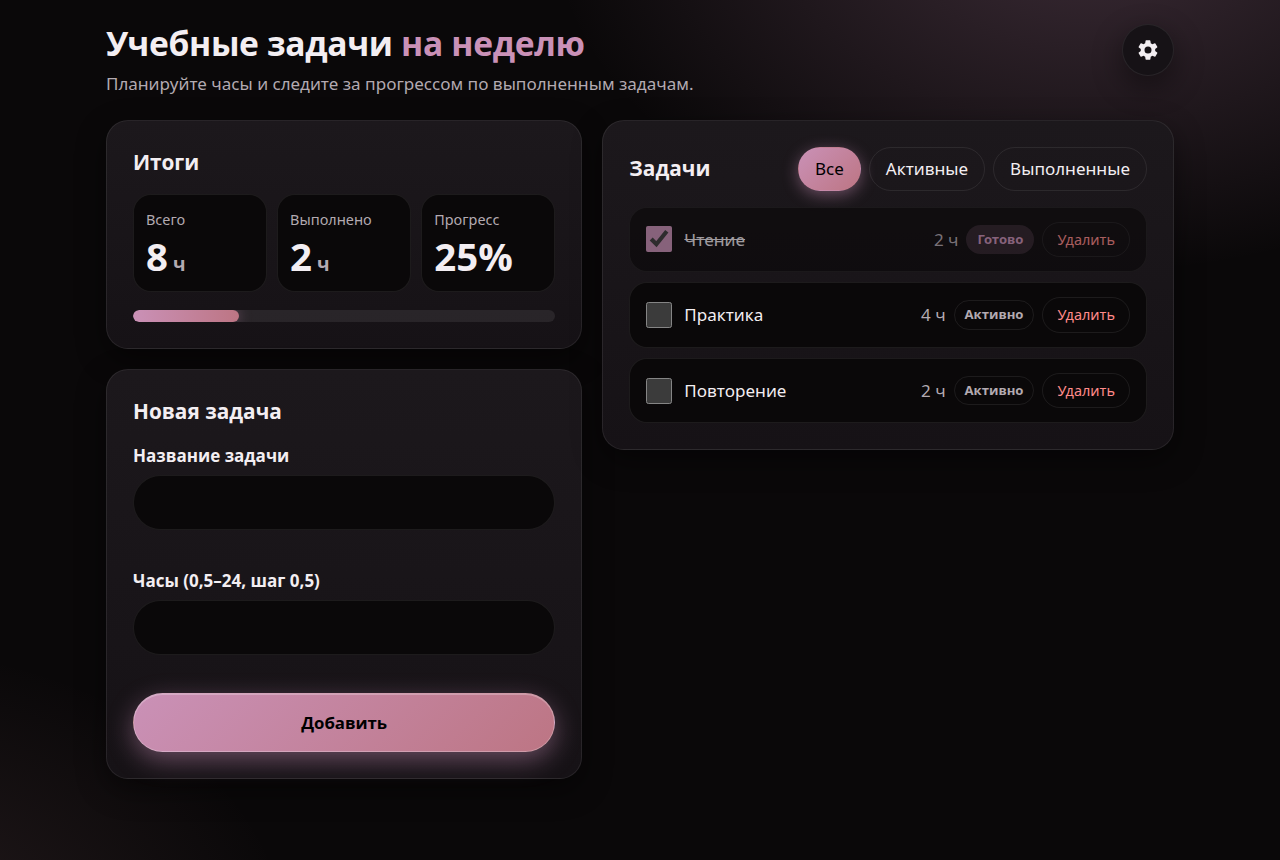 Учебные задачи на неделю
Планируйте часы и следите за прогрессом по выполненным задачам.
Итоги
Всего
8 ч
Выполнено
2 ч
Прогресс
25%
Новая задача
Название задачи
Часы (0,5–24, шаг 0,5)
Добавить
Задачи
Все
Активные
Выполненные
Чтение 2 ч Готово Удалить
Практика 4 ч Активно Удалить
Повторение 2 ч Активно Удалить